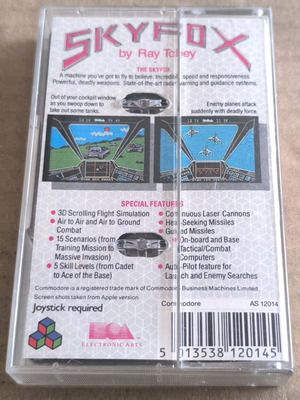 SKYFOX
by Ray Tobey
THE SKYFOX
A machine you've got to fly to believe. Incredible speed and responsiveness.
Powerful, deadly weapons. State-of-the-art radar, warning and guidance systems.
Out of your cockpit window
as you swoop down to
take out some tanks.
Enemy planes attack
suddenly with deadly force.
SPECIAL FEATURES
3D Scrolling Flight Simulation
Air to Air and Air to Ground
Combat
15 Scenarios (from
Training Mission to
Massive Invasion)
5 Skill Levels (from Cadet
to Ace of the Base)
Continuous Laser Cannons
Heat-Seeking Missiles
Guided Missiles
On-board and Base
Tactical/Combat
Computers
Auto-Pilot feature for
Launch and Enemy Searches
Commodore is a registered trade mark of Commodore Business Machines Limited
Screen shots taken from Apple version
Joystick required
Commodore
AS 12014
ELECTRONIC ARTS
5 013538 120145